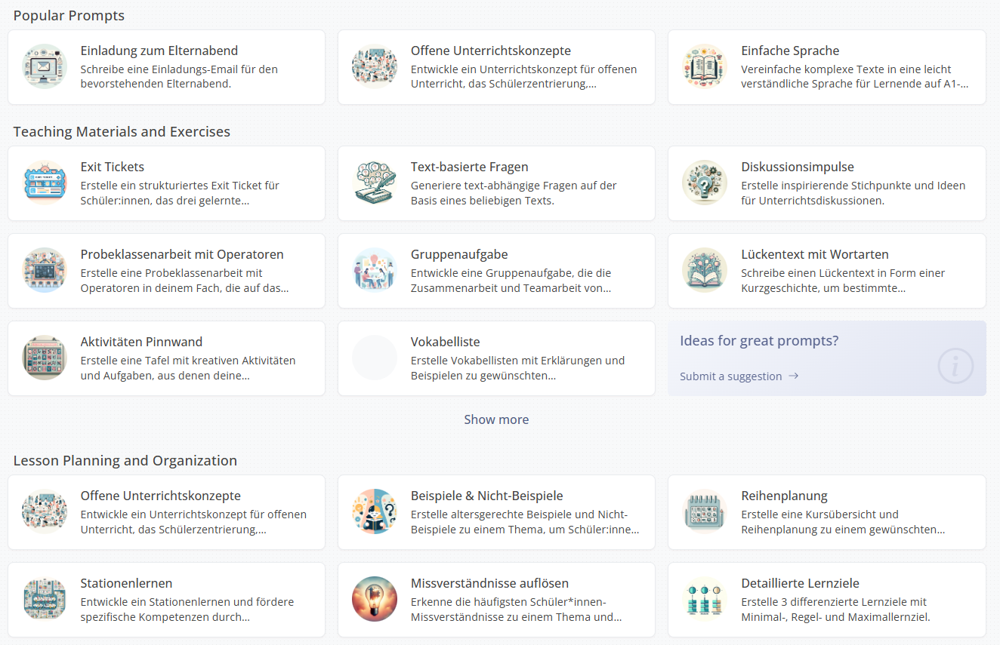 Popular Prompts
Einladung zum Elternabend
Schreibe eine Einladungs-Email für den
bevorstehenden Elternabend.
Offene Unterrichtskonzepte
Entwickle ein Unterrichtskonzept für offenen
Unterricht, das Schülerzentrierung,...
Einfache Sprache
Vereinfache komplexe Texte in eine leicht
verständliche Sprache für Lernende auf A1-...
Teaching Materials and Exercises
Exit Tickets
Erstelle ein strukturiertes Exit Ticket für
Schüler:innen, das drei gelernte...
Text-basierte Fragen
Generiere text-abhängige Fragen auf der
Basis eines beliebigen Texts.
Diskussionsimpulse
Erstelle inspirierende Stichpunkte und Ideen
für Unterrichtsdiskussionen.
Probeklassenarbeit mit Operatoren
Erstelle eine Probeklassenarbeit mit
Operatoren in deinem Fach, die auf das...
Gruppenaufgabe
Entwickle eine Gruppenaufgabe, die die
Zusammenarbeit und Teamarbeit von...
Lückentext mit Wortarten
Schreibe einen Lückentext in Form einer
Kurzgeschichte, um bestimmte...
Aktivitäten Pinnwand
Erstelle eine Tafel mit kreativen Aktivitäten
und Aufgaben, aus denen deine...
Vokabelliste
Erstelle Vokabellisten mit Erklärungen und
Beispielen zu gewünschten...
Ideas for great prompts?
Submit a suggestion →
Show more
Lesson Planning and Organization
Offene Unterrichtskonzepte
Entwickle ein Unterrichtskonzept für offenen
Unterricht, das Schülerzentrierung,...
Beispiele & Nicht-Beispiele
Erstelle altersgerechte Beispiele und Nicht-
Beispiele zu einem Thema, um Schüler:inne...
Reihenplanung
Erstelle eine Kursübersicht und
Reihenplanung zu einem gewünschten...
Stationenlernen
Entwickle ein Stationenlernen und fördere
spezifische Kompetenzen durch...
Missverständnisse auflösen
Erkenne die häufigsten Schüler*innen-
Missverständnisse zu einem Thema und...
Detaillierte Lernziele
Erstelle 3 differenzierte Lernziele mit
Minimal-, Regel- und Maximallernziel.